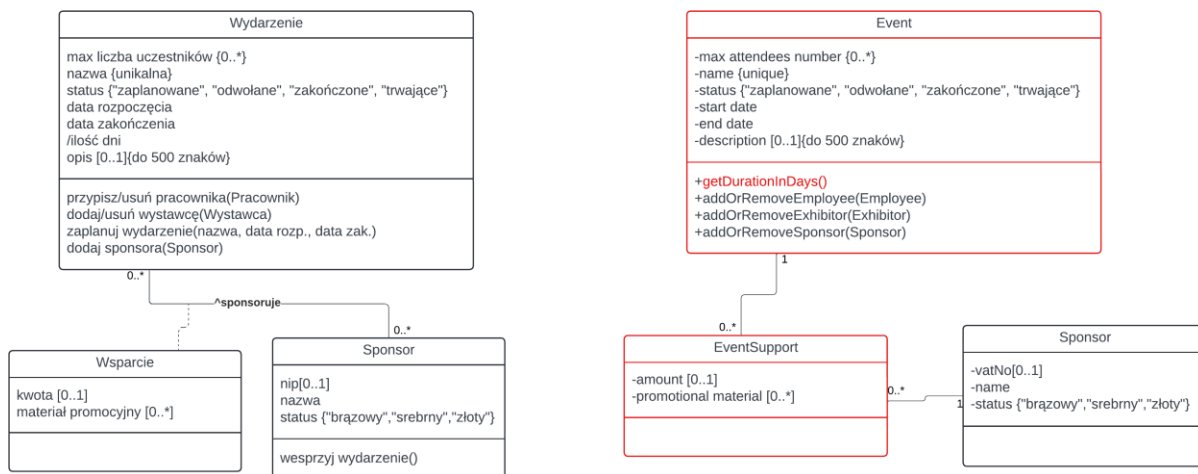 Wydarzenie
max liczba uczestników {0..*}
nazwa {unikalna}
status {"zaplanowane", "odwołane", "zakończone", "trwające"}
data rozpoczęcia
data zakończenia
/ilość dni
opis [0..1]{do 500 znaków}
przypisz/usuń pracownika(Pracownik)
dodaj/usuń wystawcę(Wystawca)
zaplanuj wydarzenie(nazwa, data rozp., data zak.)
dodaj sponsora(Sponsor)
0..*
^sponsoruje
0..*
Wsparcie
kwota [0..1]
materiał promocyjny [0..*]
Sponsor
nip[0..1]
nazwa
status {"brązowy","srebrny","złoty"}
wesprzyj wydarzenie()
Event
-max attendees number {0..*}
-name {unique}
-status {"zaplanowane", "odwołane", "zakończone", "trwające"}
-start date
-end date
-description [0..1]{do 500 znaków}
+getDurationInDays()
+addOrRemoveEmployee(Employee)
+addOrRemoveExhibitor(Exhibitor)
+addOrRemoveSponsor(Sponsor)
1
0..*
EventSupport
-amount [0..1]
-promotional material [0..*]
0..*
1
Sponsor
-vatNo[0..1]
-name
-status {"brązowy","srebrny","złoty"}